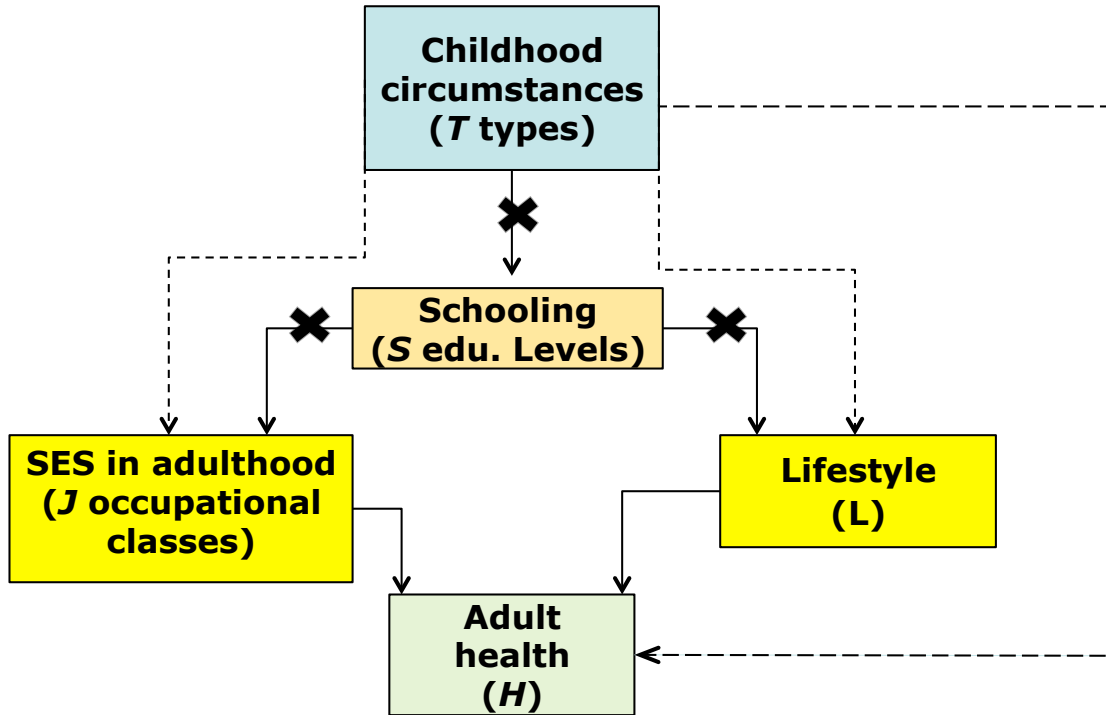 Childhood
circumstances
(T types)
Schooling
(S edu. Levels)
SES in adulthood
(J occupational
classes)
Lifestyle
(L)
Adult
health
(H)